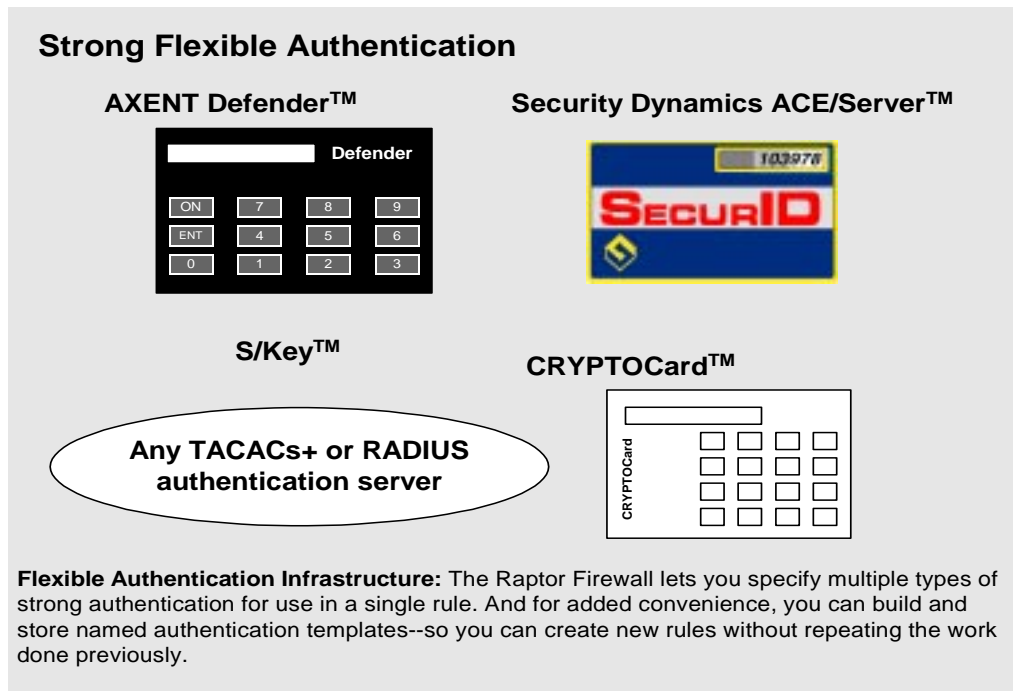 Strong Flexible Authentication
AXENT Defender™
Security Dynamics ACE/Server™
Defender
ON 7 8 9
ENT 4 5 6
0 1 2 3
103976
SECURID
S/Key™
CRYPTOCard™
Any TACACs+ or RADIUS
authentication server
CRYPTOCard
Flexible Authentication Infrastructure: The Raptor Firewall lets you specify multiple types of
strong authentication for use in a single rule. And for added convenience, you can build and
store named authentication templates--so you can create new rules without repeating the work
done previously.